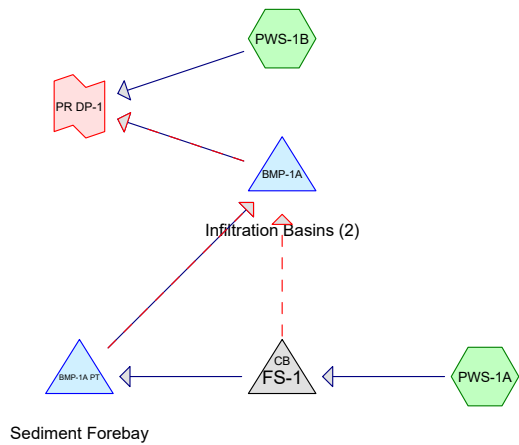 PWS-1B
PR DP-1
BMP-1A
Infiltration Basins (2)
CB
FS-1
BMP-1A PT
PWS-1A
Sediment Forebay